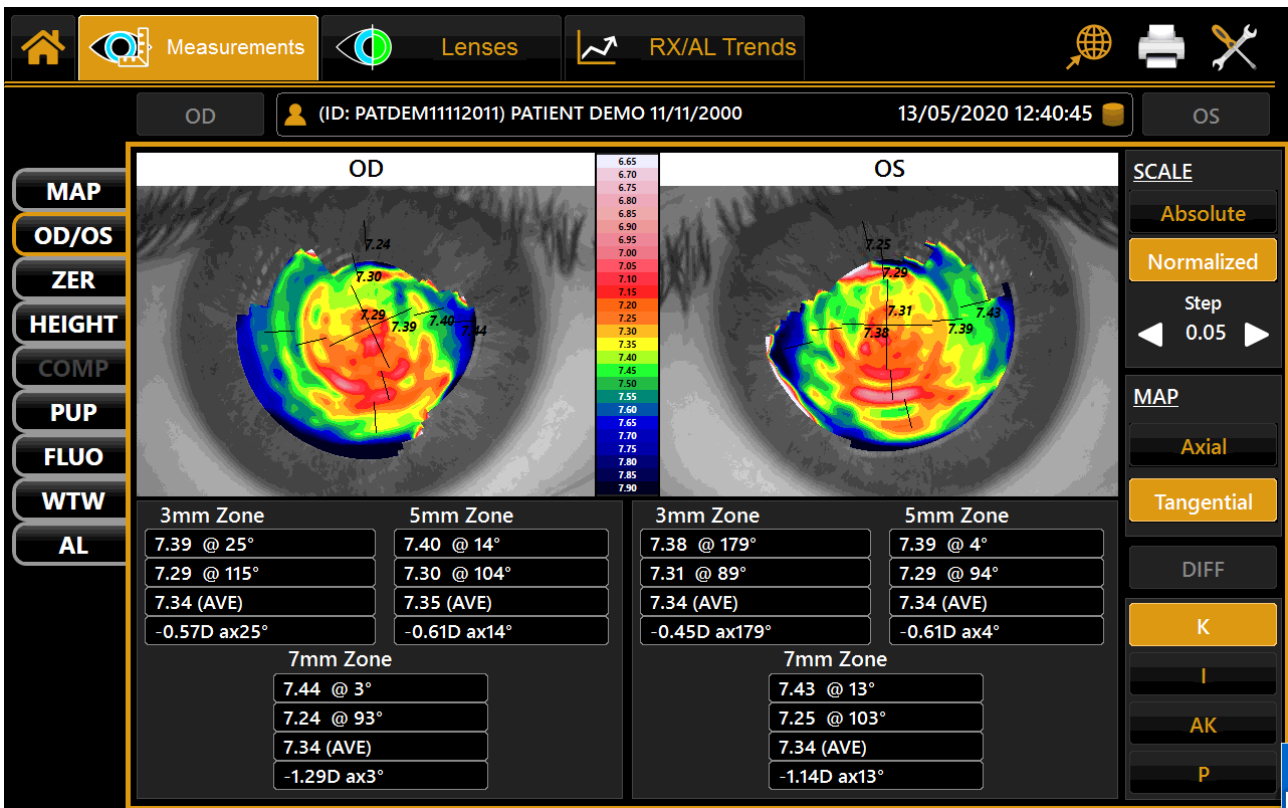 Measurements
Lenses
RX/AL Trends
OD
(ID: PATDEM11112011) PATIENT DEMO 11/11/2000
13/05/2020 12:40:45
OS
MAP
OD/OS
ZER
HEIGHT
COMP
PUP
FLUO
WTW
AL
OD
7.24
7.30
7.29
7.39
7.40
7.44
6.65
6.70
6.75
6.80
6.85
6.90
6.95
7.00
7.05
7.10
7.15
7.20
7.25
7.30
7.35
7.40
7.45
7.50
7.55
7.60
7.65
7.70
7.75
7.80
7.85
7.90
OS
7.25
7.29
7.31
7.38
7.39
7.43
3mm Zone
7.39 @ 25°
7.29 @ 115°
7.34 (AVE)
-0.57D ax25°
5mm Zone
7.40 @ 14°
7.30 @ 104°
7.35 (AVE)
-0.61D ax14°
7mm Zone
7.44 @ 3°
7.24 @ 93°
7.34 (AVE)
-1.29D ax3°
3mm Zone
7.38 @ 179°
7.31 @ 89°
7.34 (AVE)
-0.45D ax179°
5mm Zone
7.39 @ 4°
7.29 @ 94°
7.34 (AVE)
-0.61D ax4°
7mm Zone
7.43 @ 13°
7.25 @ 103°
7.34 (AVE)
-1.14D ax13°
SCALE
Absolute
Normalized
Step
0.05
MAP
Axial
Tangential
DIFF
K
I
AK
P